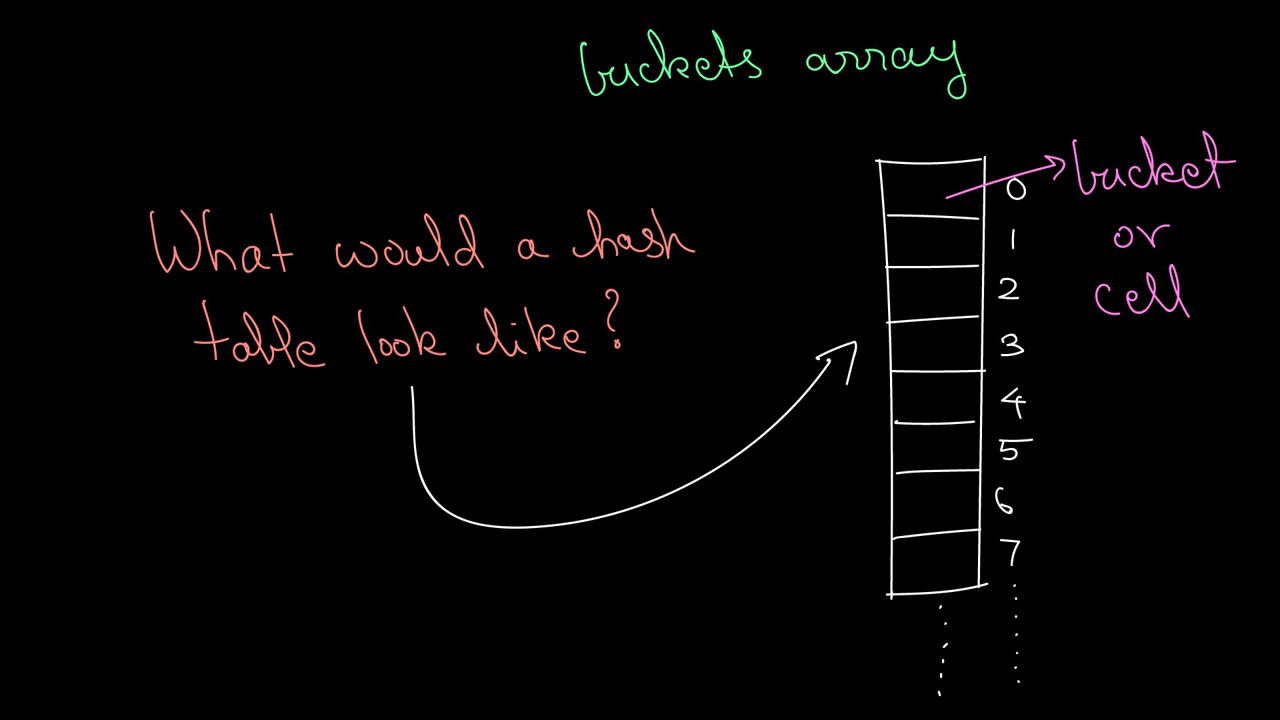 buckets array
What would a hash
table look like?
bucket
or
cell
0
1
2
3
4
5
6
7